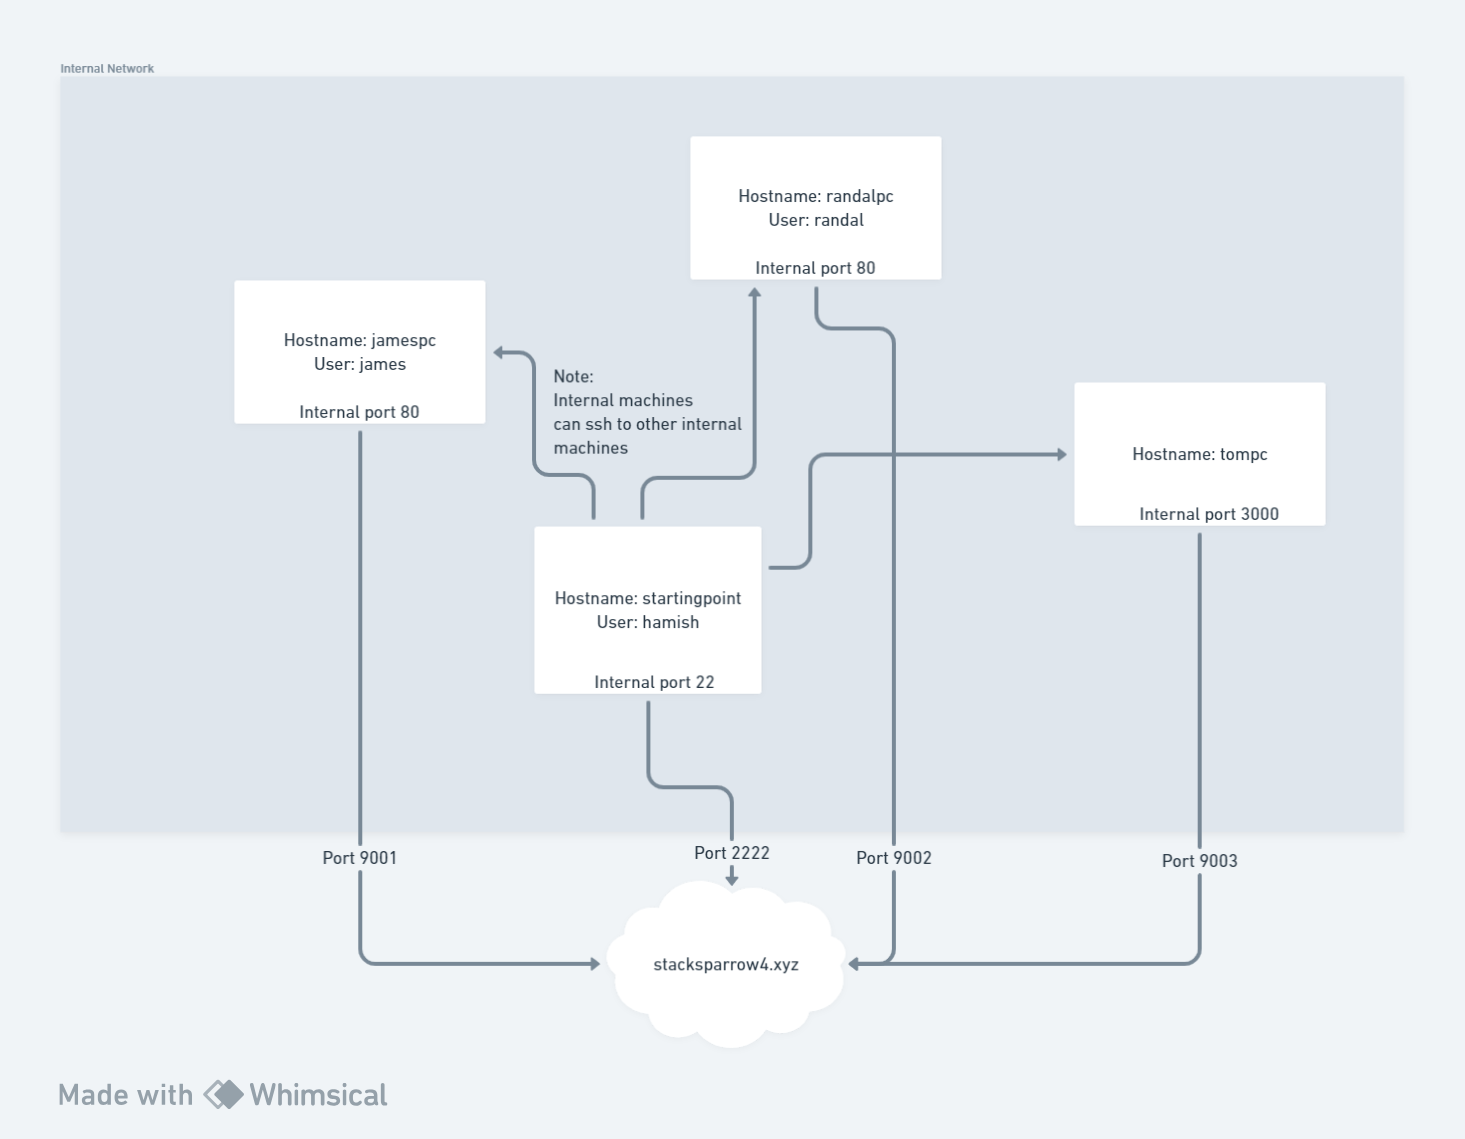 Internal Network
Hostname: randalpc
User: randal
Internal port 80
Hostname: jamespc
User: james
Internal port 80
Note:
Internal machines
can ssh to other internal
machines
Hostname: tompc
Internal port 3000
Hostname: startingpoint
User: hamish
Internal port 22
Port 9001
Port 2222
Port 9002
Port 9003
stacksparrow4.xyz
Made with Whimsical